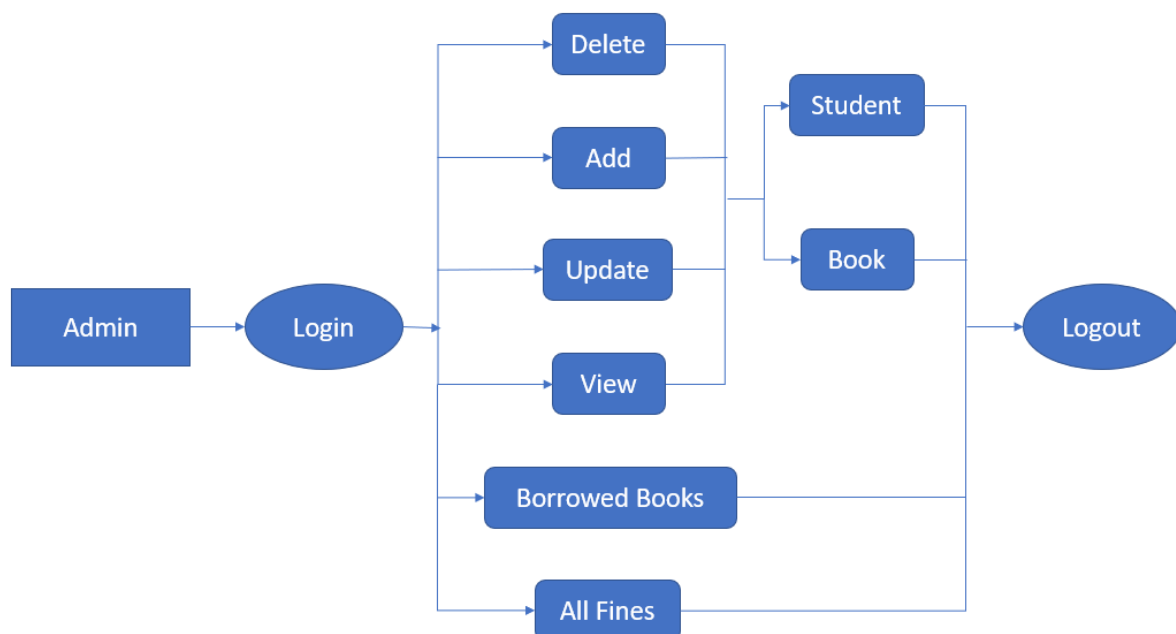 Delete
Student
Add
Book
Update
Admin
Login
Logout
View
Borrowed Books
All Fines